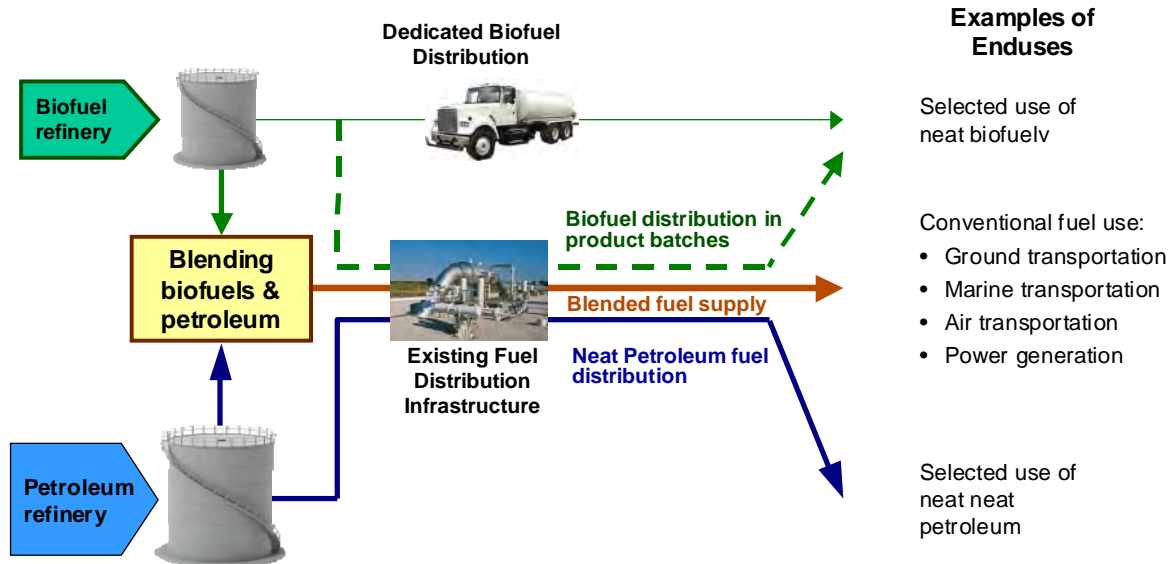 Examples of
Enduses
Dedicated Biofuel
Distribution
Biofuel
refinery
Selected use of
neat biofuelv
Biofuel distribution in
product batches
Blending
biofuels &
petroleum
Blended fuel supply
Conventional fuel use:
• Ground transportation
• Marine transportation
• Air transportation
• Power generation
Existing Fuel
Distribution
Infrastructure
Neat Petroleum fuel
distribution
Petroleum
refinery
Selected use of
neat neat
petroleum